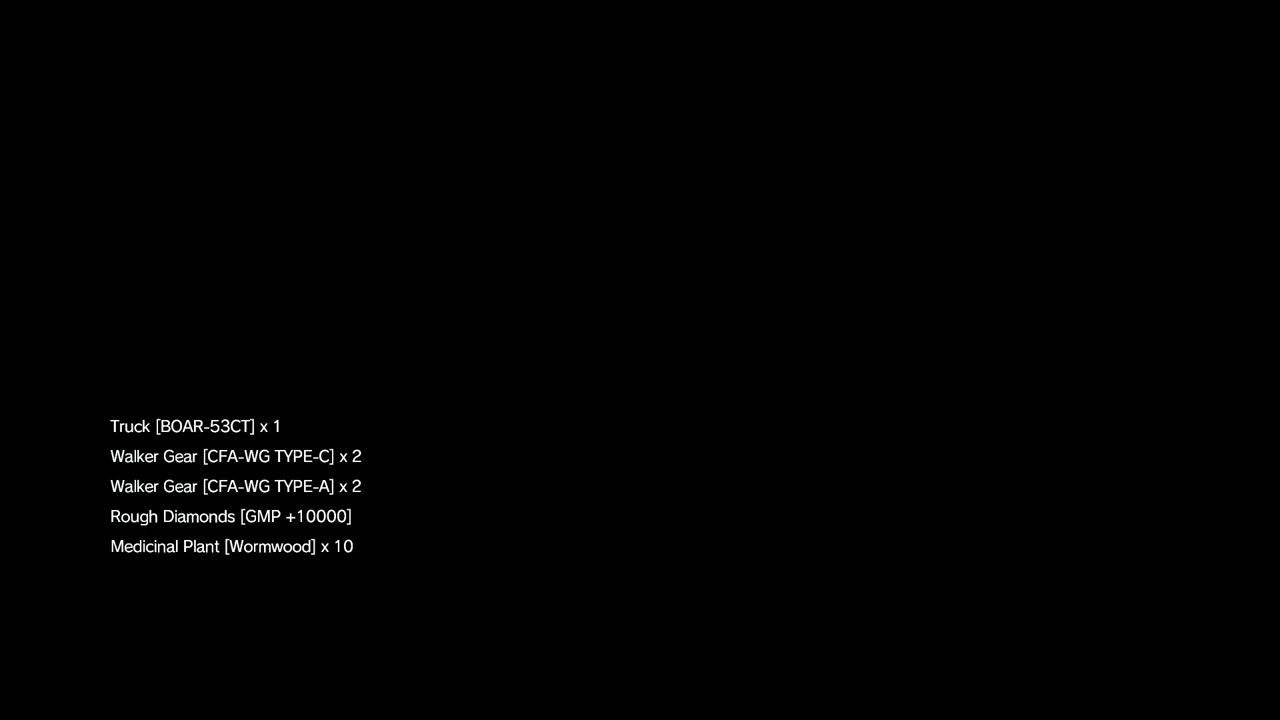 Truck [BOAR-53CT] x 1
Walker Gear [CFA-WG TYPE-C] x 2
Walker Gear [CFA-WG TYPE-A] x 2
Rough Diamonds [GMP +10000]
Medicinal Plant [Wormwood] x 10